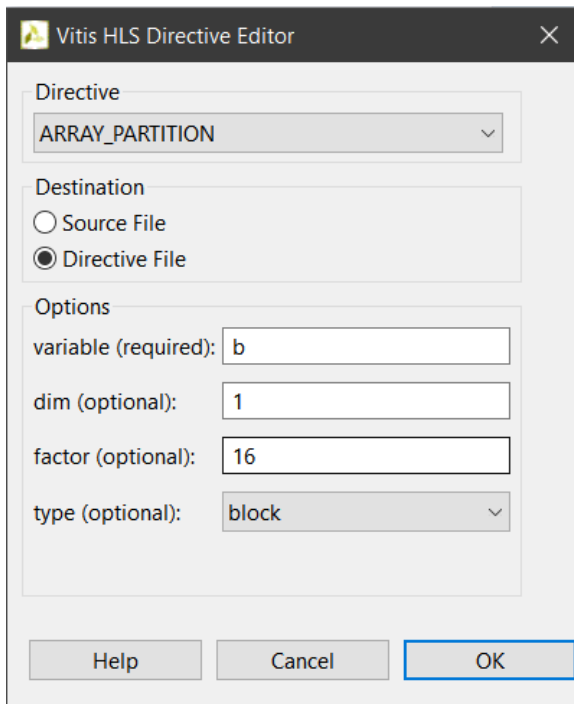 Vitis HLS Directive Editor
Directive
ARRAY_PARTITION
Destination
Source File
Directive File
Options
variable (required): b
dim (optional): 1
factor (optional): 16
type (optional): block
Help Cancel OK